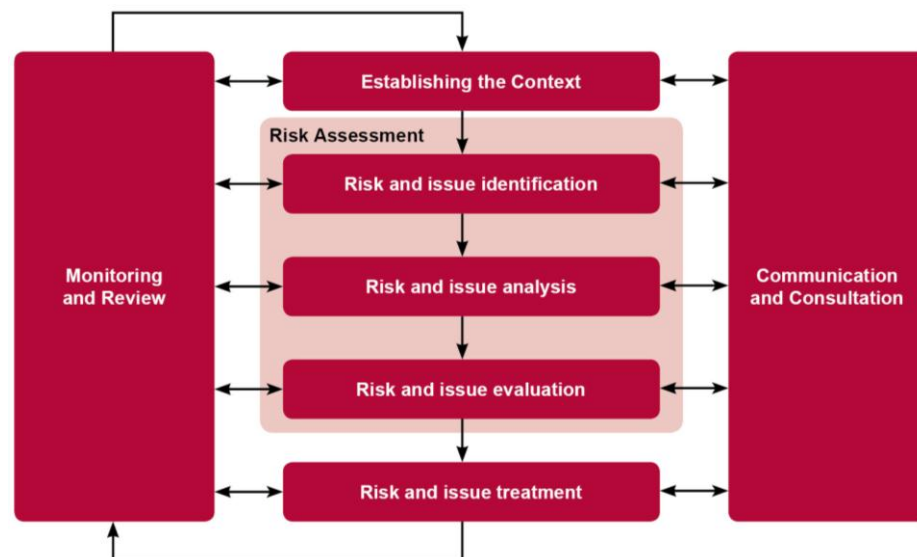 Establishing the Context
Risk Assessment
Risk and issue identification
Monitoring
and Review
Risk and issue analysis
Communication
and Consultation
Risk and issue evaluation
Risk and issue treatment